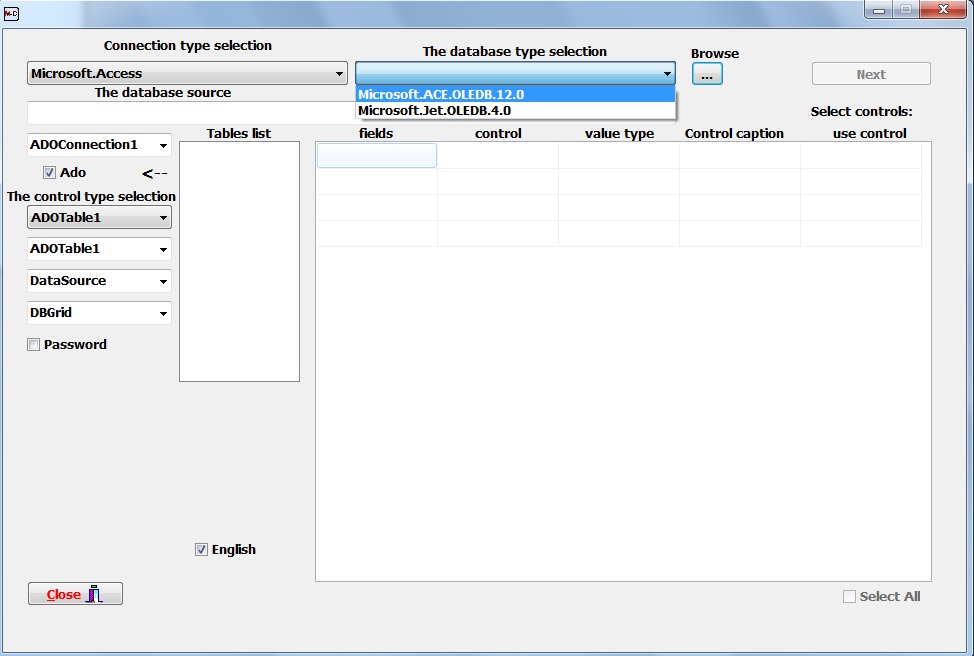 Connection type selection
The database type selection
Browse
Microsoft.Access
...
Next
The database source
Microsoft.ACE.OLEDB.12.0
Microsoft.Jet.OLEDB.4.0
Select controls:
Tables list
fields
control
value type
Control caption
use control
ADOConnection1
Ado
<--
The control type selection
ADOTable1
ADOTable1
DataSource
DBGrid
Password
English
Close
Select All